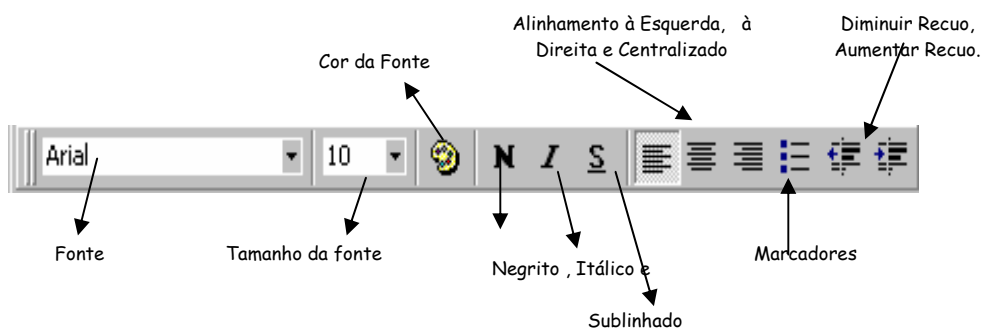 Alinhamento à Esquerda, à
Direita e Centralizado
Diminuir Recuo,
Aumentar Recuo.
Cor da Fonte
Arial
10
N I S
Fonte
Tamanho da fonte
Negrito , Itálico e
Sublinhado
Marcadores